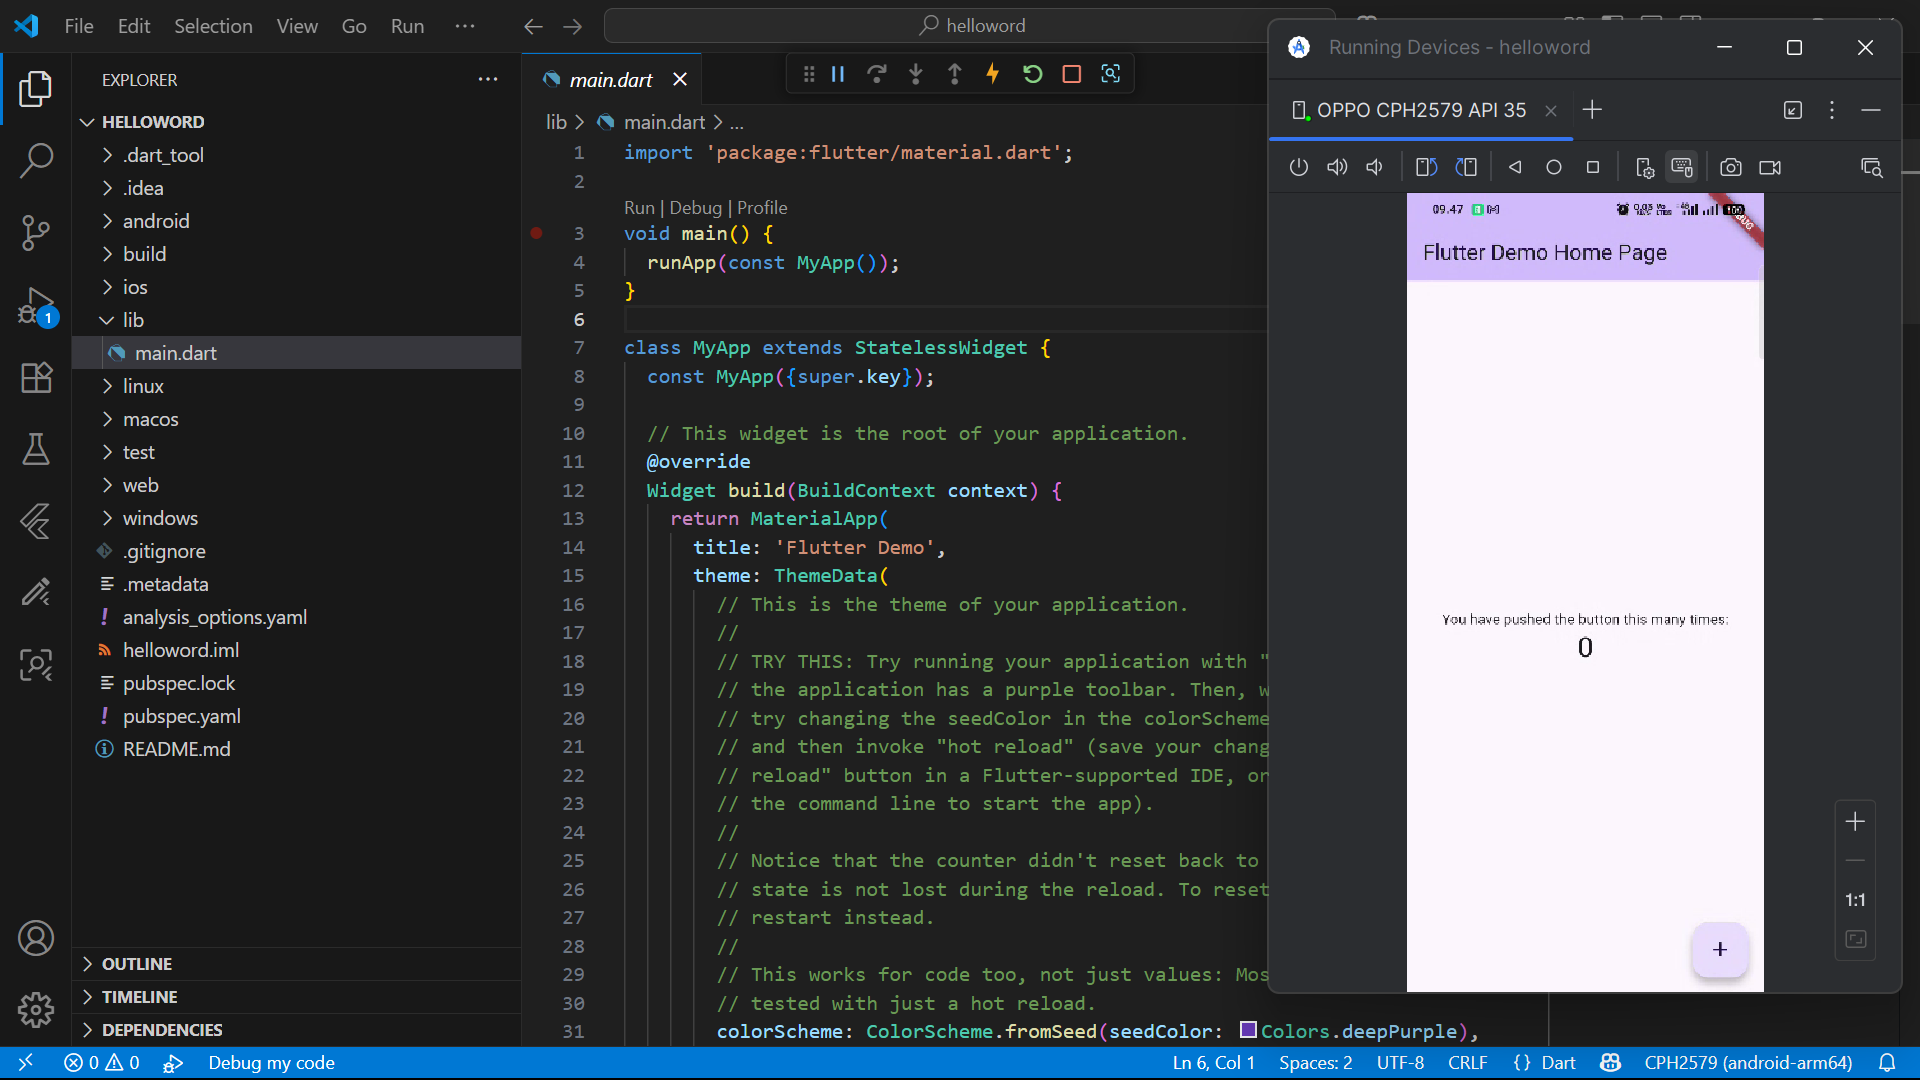 File Edit Selection View Go Run
helloword
EXPLORER
HELLOWORD
.dart_tool
.idea
android
build
ios
lib
main.dart
linux
macos
test
web
windows
.gitignore
.metadata
analysis_options.yaml
helloword.iml
pubspec.lock
pubspec.yaml
README.md
OUTLINE
TIMELINE
DEPENDENCIES
1
main.dart
lib > main.dart > ...
1 import 'package:flutter/material.dart';
2
Run | Debug | Profile
3 void main() {
4 runApp(const MyApp());
5 }
6
7 class MyApp extends StatelessWidget {
8 const MyApp({super.key});
9
10 // This widget is the root of your application.
11 @override
12 Widget build(BuildContext context) {
13 return MaterialApp(
14 title: 'Flutter Demo',
15 theme: ThemeData(
16 // This is the theme of your application.
17 //
18 // TRY THIS: Try running your application with "
19 // the application has a purple toolbar. Then, w
20 // try changing the seedColor in the colorScheme
21 // and then invoke "hot reload" (save your chang
22 // reload" button in a Flutter-supported IDE, or
23 // the command line to start the app).
24 //
25 // Notice that the counter didn't reset back to
26 // state is not lost during the reload. To reset
27 // restart instead.
28 //
29 // This works for code too, not just values: Mos
30 // tested with just a hot reload.
31 colorScheme: ColorScheme.fromSeed(seedColor: Colors.deepPurple),
Running Devices - helloword
OPPO CPH2579 API 35
09.47
100
Flutter Demo Home Page
You have pushed the button this many times:
0
+
1:1
0 0 Debug my code
Ln 6, Col 1 Spaces: 2 UTF-8 CRLF {} Dart CPH2579 (android-arm64)